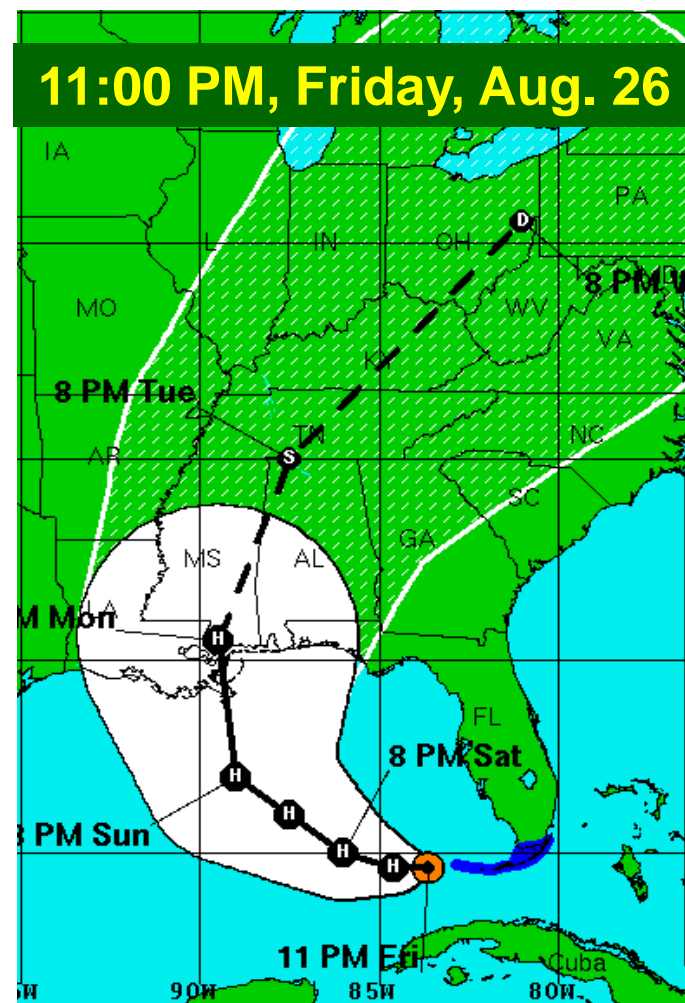 11:00 PM, Friday, Aug. 26
IA
PA
IN
OH
8 PM W
MO
WV
VA
8 PM Tue
TN
NC
AR
SC
GA
MS
AL
LA
M Mon
H
FL
8 PM Sat
H
H
PM Sun
H
H
11 PM Fri
Cuba
90W
85W
80W
D
S